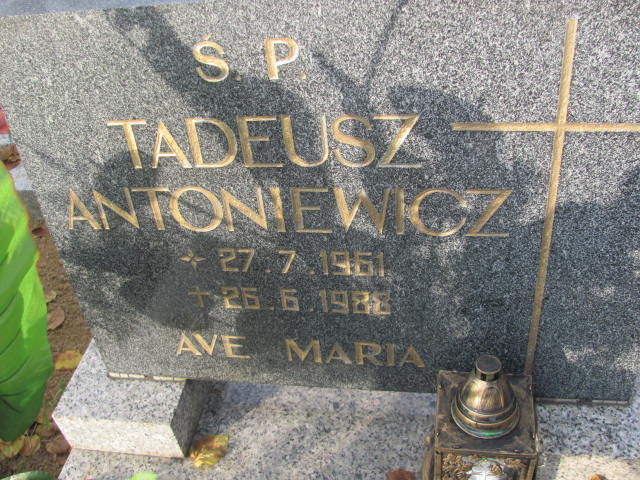 Ś. P.
TADEUSZ
ANTONIEWICZ
27.7.1961
26.6.1988
AVE MARIA